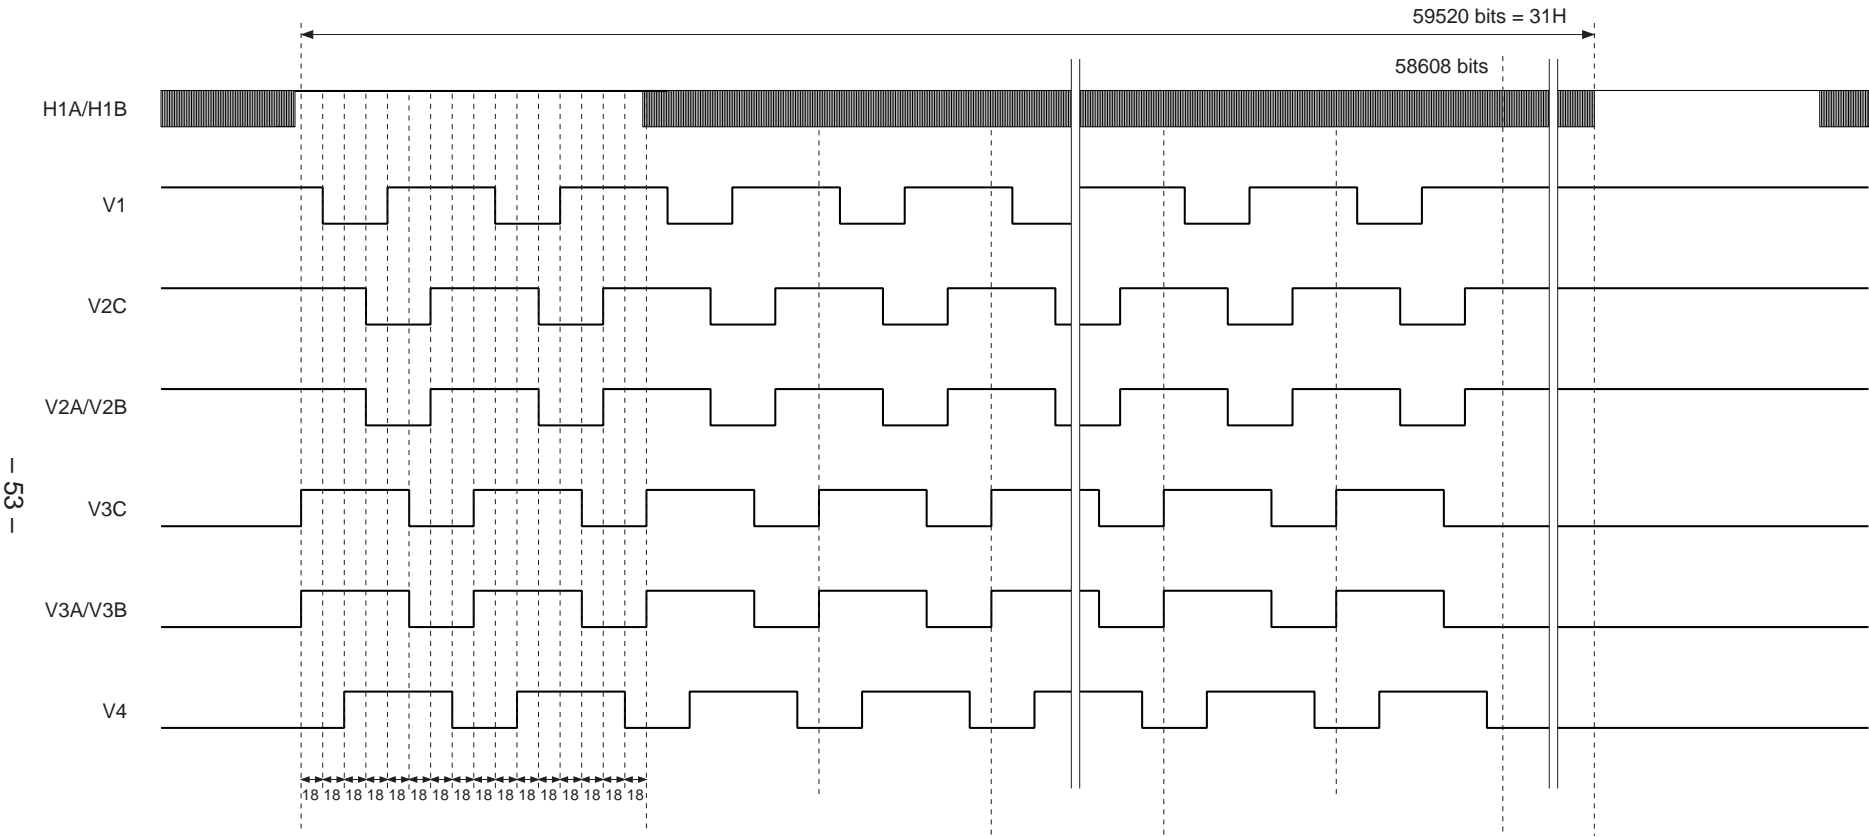 59520 bits = 31H
58608 bits
H1A/H1B
V1
V2C
V2A/V2B
V3C
V3A/V3B
V4
18 18 18 18 18 18 18 18 18 18 18 18 18 18 18 18
– 53 –